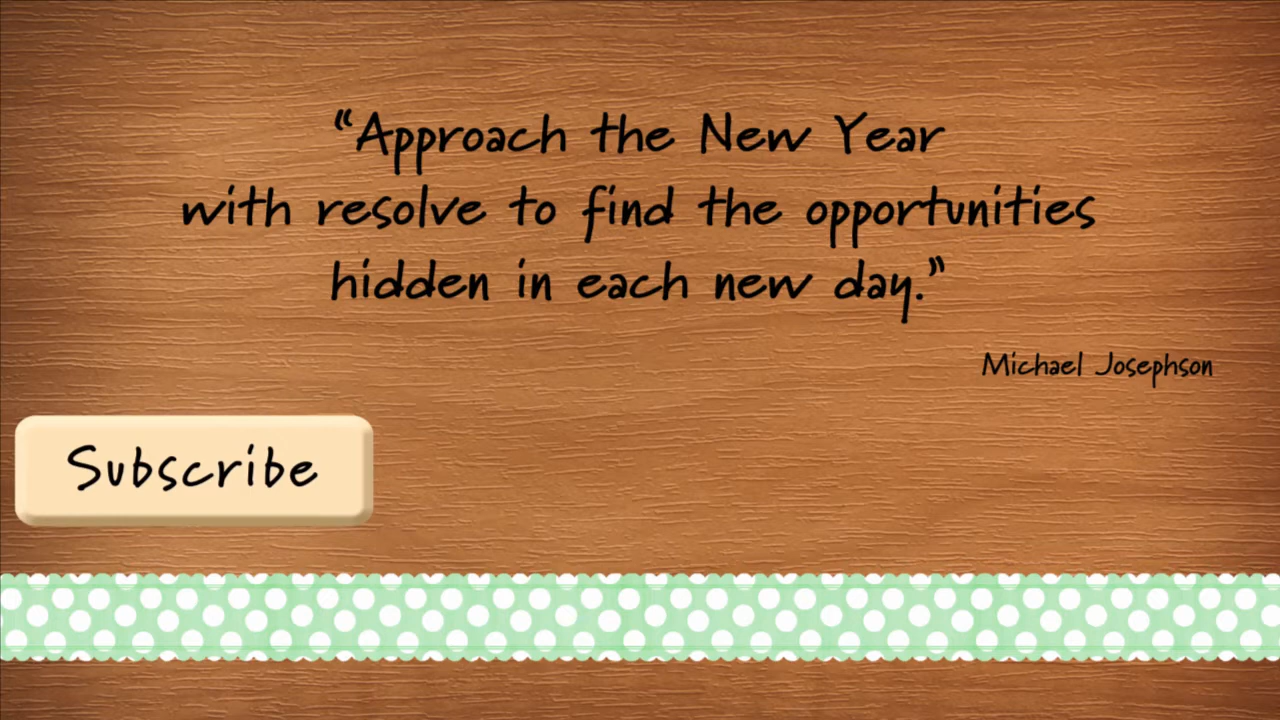 “Approach the New Year
with resolve to find the opportunities
hidden in each new day.”
Michael Josephson
Subscribe